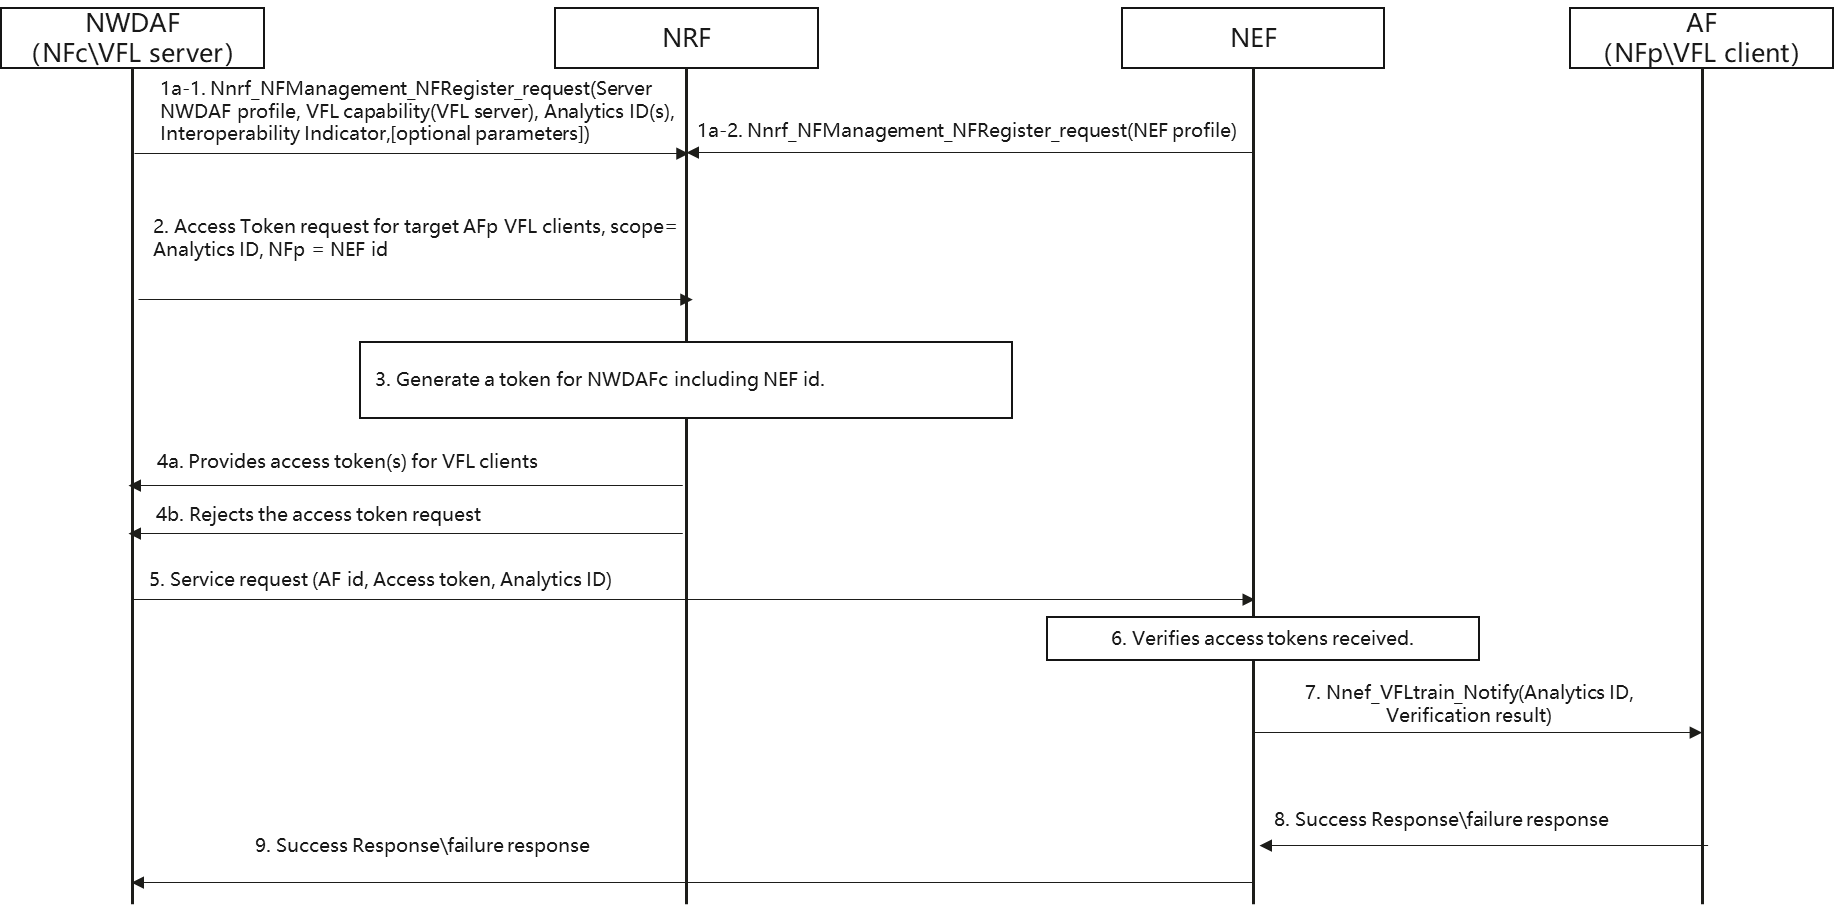 NWDAF
(NFc\VFL server)
NRF
NEF
AF
(NFp\VFL client)
1a-1. Nnrf_NFManagement_NFRegister_request(Server
NWDAF profile, VFL capability(VFL server), Analytics ID(s),
Interoperability Indicator,[optional parameters])
1a-2. Nnrf_NFManagement_NFRegister_request(NEF profile)
2. Access Token request for target AFp VFL clients, scope=
Analytics ID, NFp = NEF id
3. Generate a token for NWDAFc including NEF id.
4a. Provides access token(s) for VFL clients
4b. Rejects the access token request
5. Service request (AF id, Access token, Analytics ID)
6. Verifies access tokens received.
7. Nnef_VFLtrain_Notify(Analytics ID,
Verification result)
8. Success Response\failure response
9. Success Response\failure response